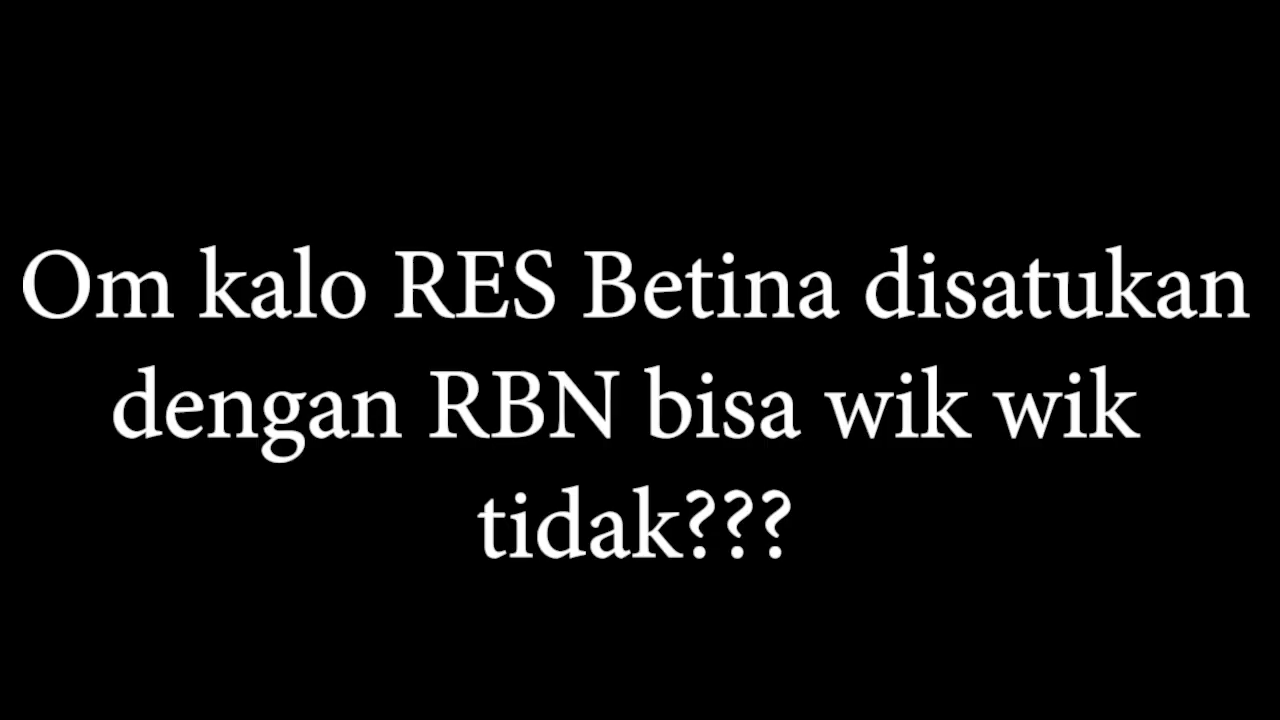 Om kalo RES Betina disatukan
dengan RBN bisa wik wik
tidak???